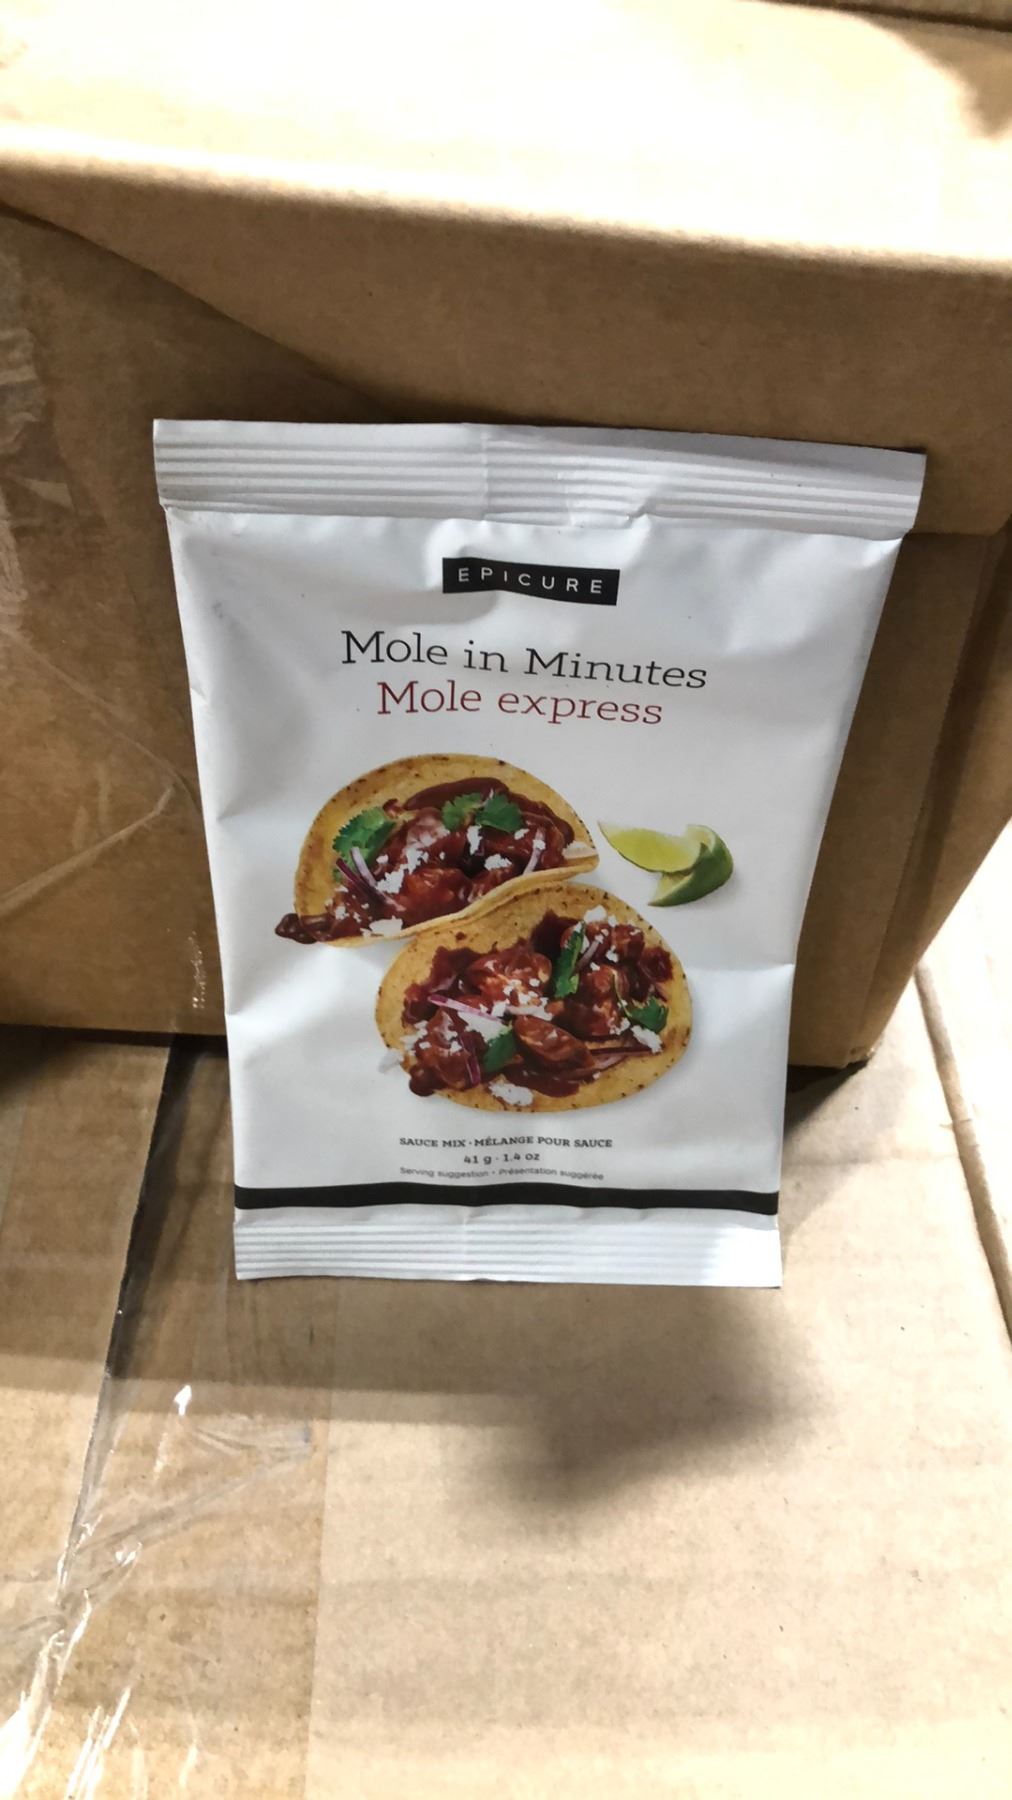 EPICURE
Mole in Minutes
Mole express
SAUCE MIX · MÉLANGE POUR SAUCE
41 g · 1.4 oz
Serving suggestion · Présentation suggérée